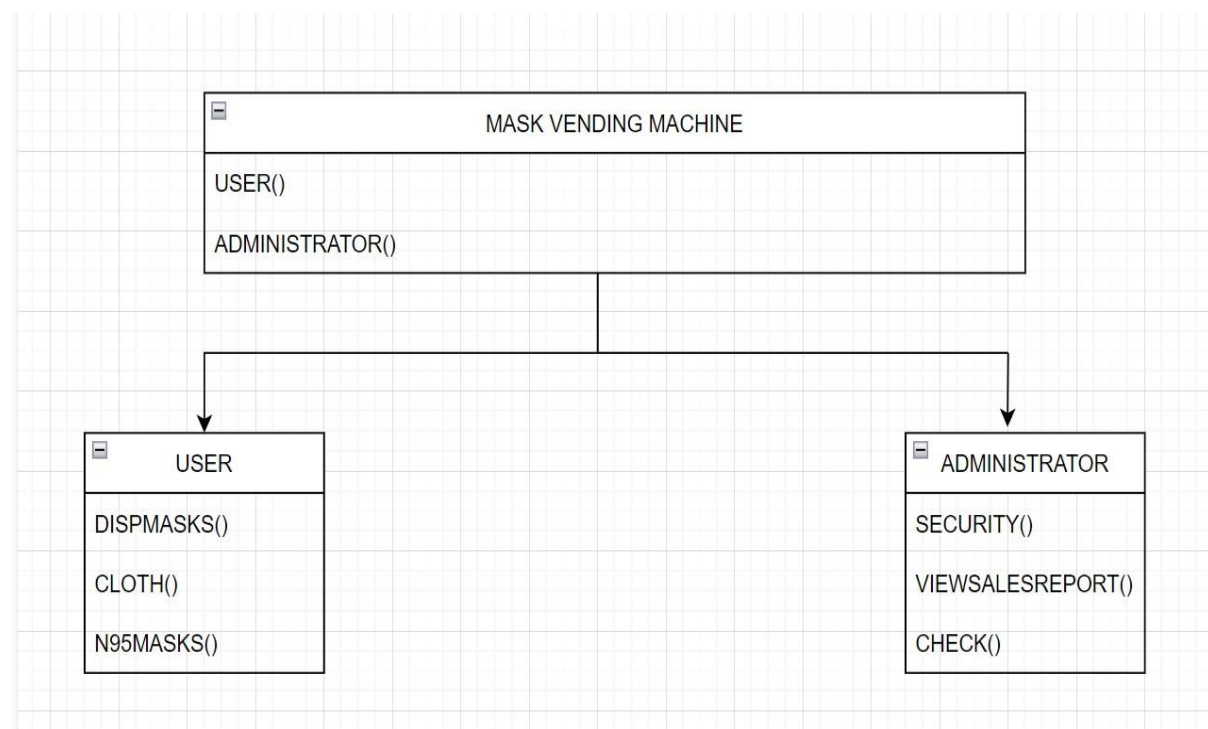 MASK VENDING MACHINE
USER()
ADMINISTRATOR()
USER
DISPMASKS()
CLOTH()
N95MASKS()
ADMINISTRATOR
SECURITY()
VIEWSALESREPORT()
CHECK()